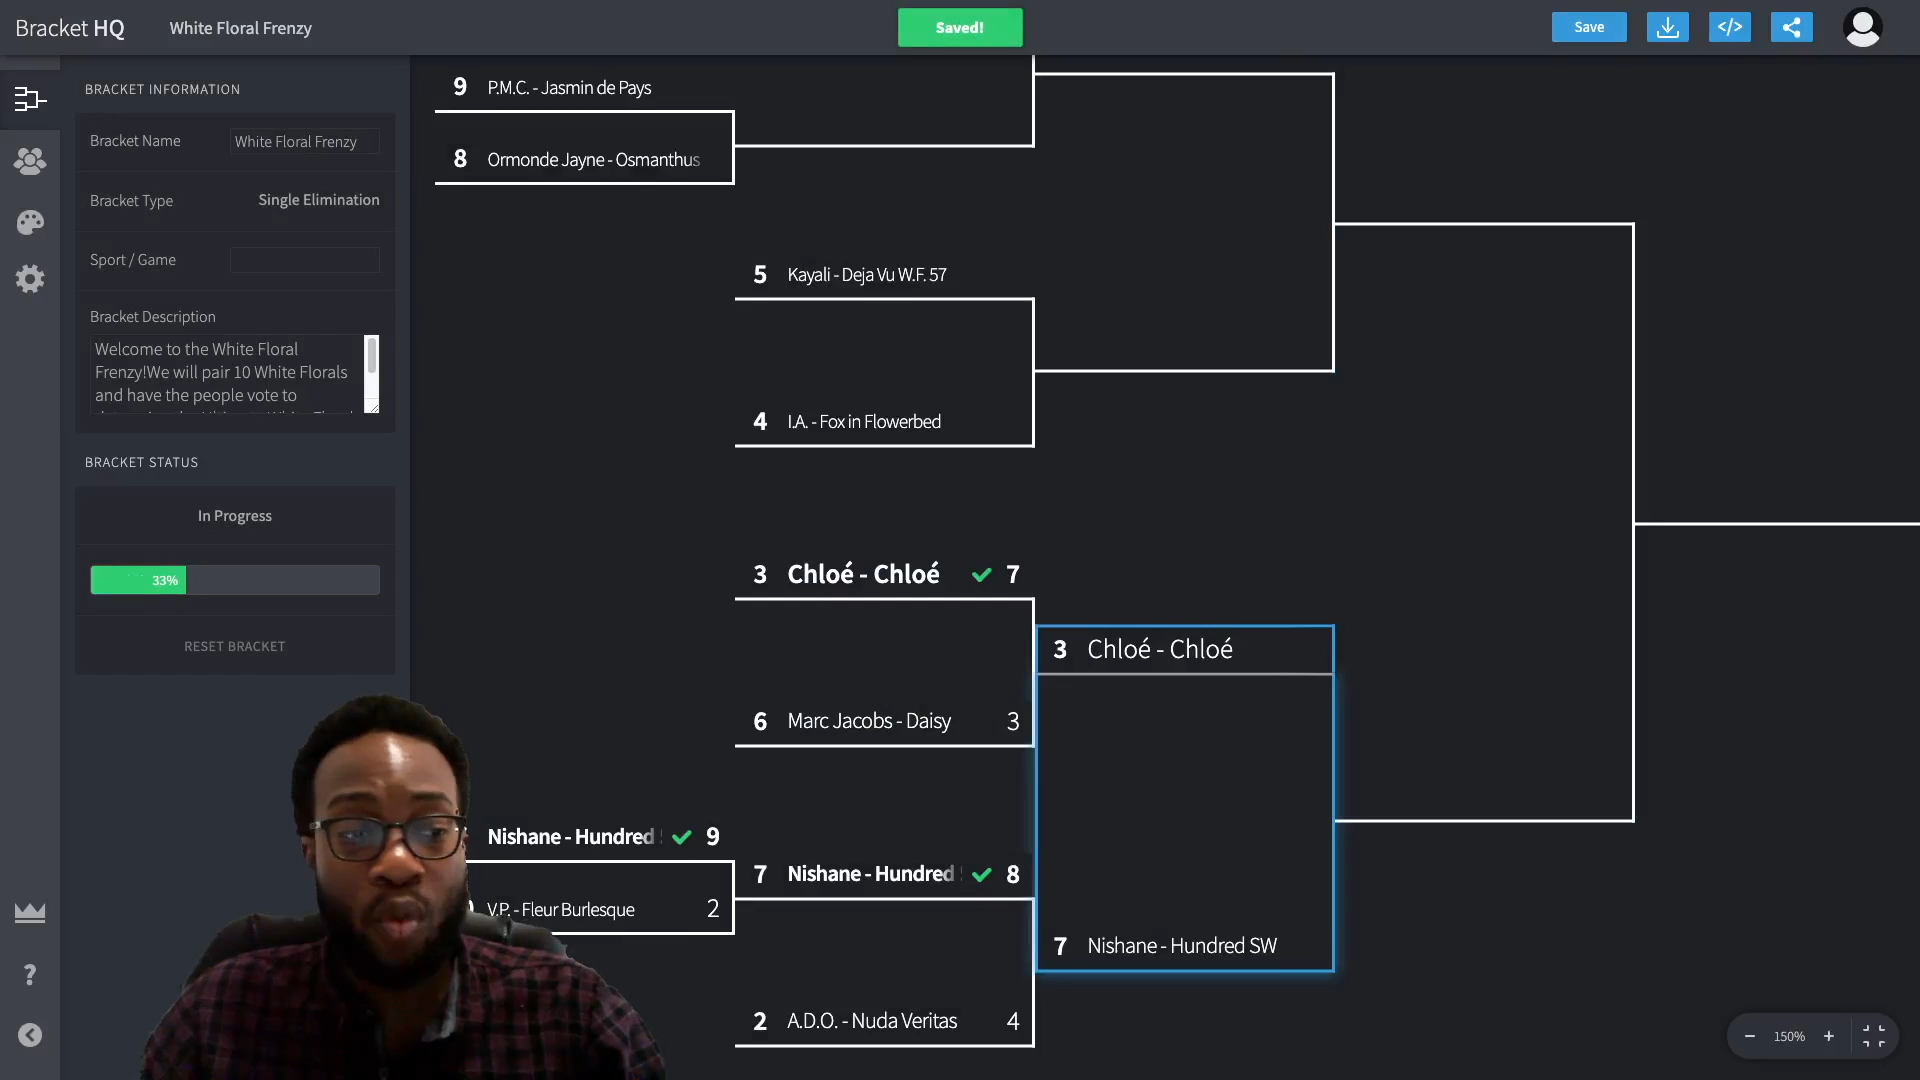 Bracket HQ
White Floral Frenzy
Saved!
Save
</>
BRACKET INFORMATION
Bracket Name
White Floral Frenzy
Bracket Type
Single Elimination
Sport / Game
Bracket Description
Welcome to the White Floral
Frenzy!We will pair 10 White Florals
and have the people vote to
BRACKET STATUS
In Progress
33%
RESET BRACKET
?
9 P.M.C. - Jasmin de Pays
8 Ormonde Jayne - Osmanthus
5 Kayali - Deja Vu W.F. 57
4 I.A. - Fox in Flowerbed
3 Chloé - Chloé 7
6 Marc Jacobs - Daisy 3
Nishane - Hundred 9
V.P. - Fleur Burlesque 2
7 Nishane - Hundred 8
2 A.D.O. - Nuda Veritas 4
3 Chloé - Chloé
7 Nishane - Hundred SW
− 150% +